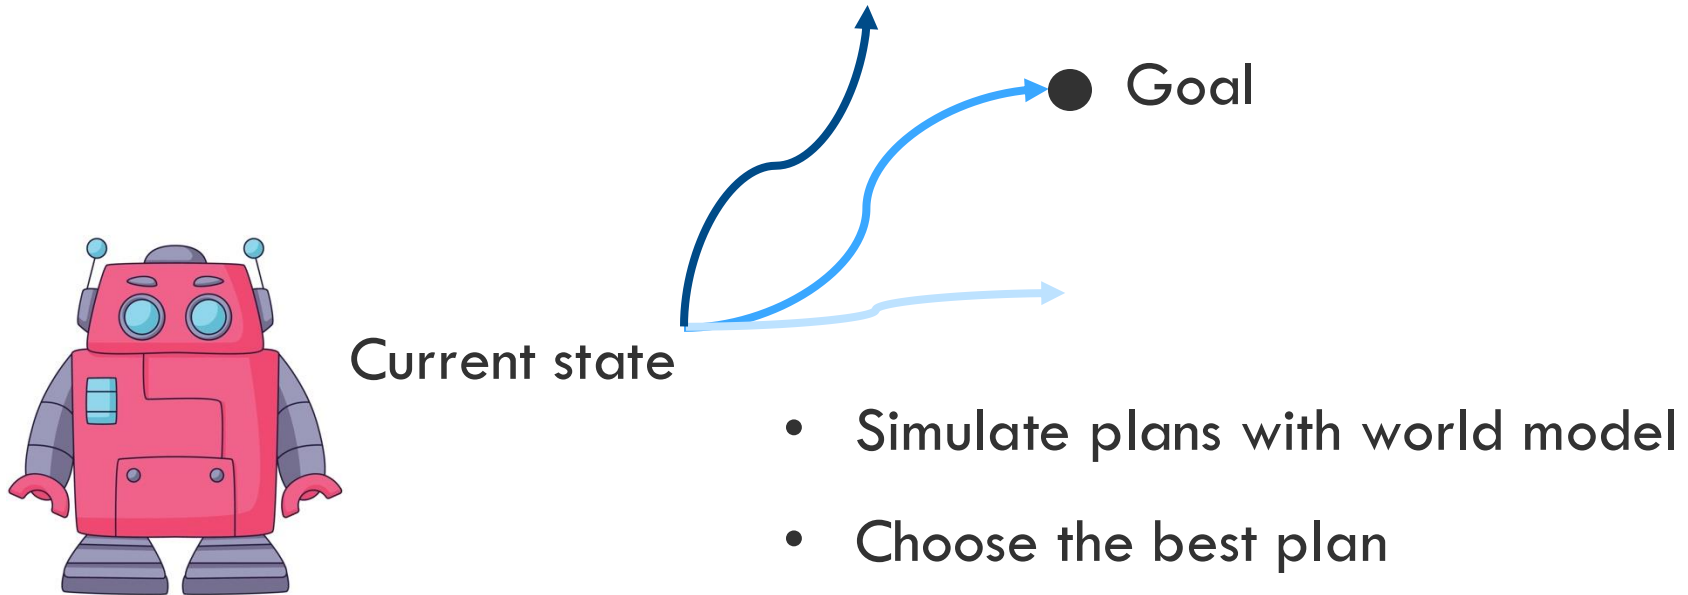 Goal
Current state
• Simulate plans with world model
• Choose the best plan